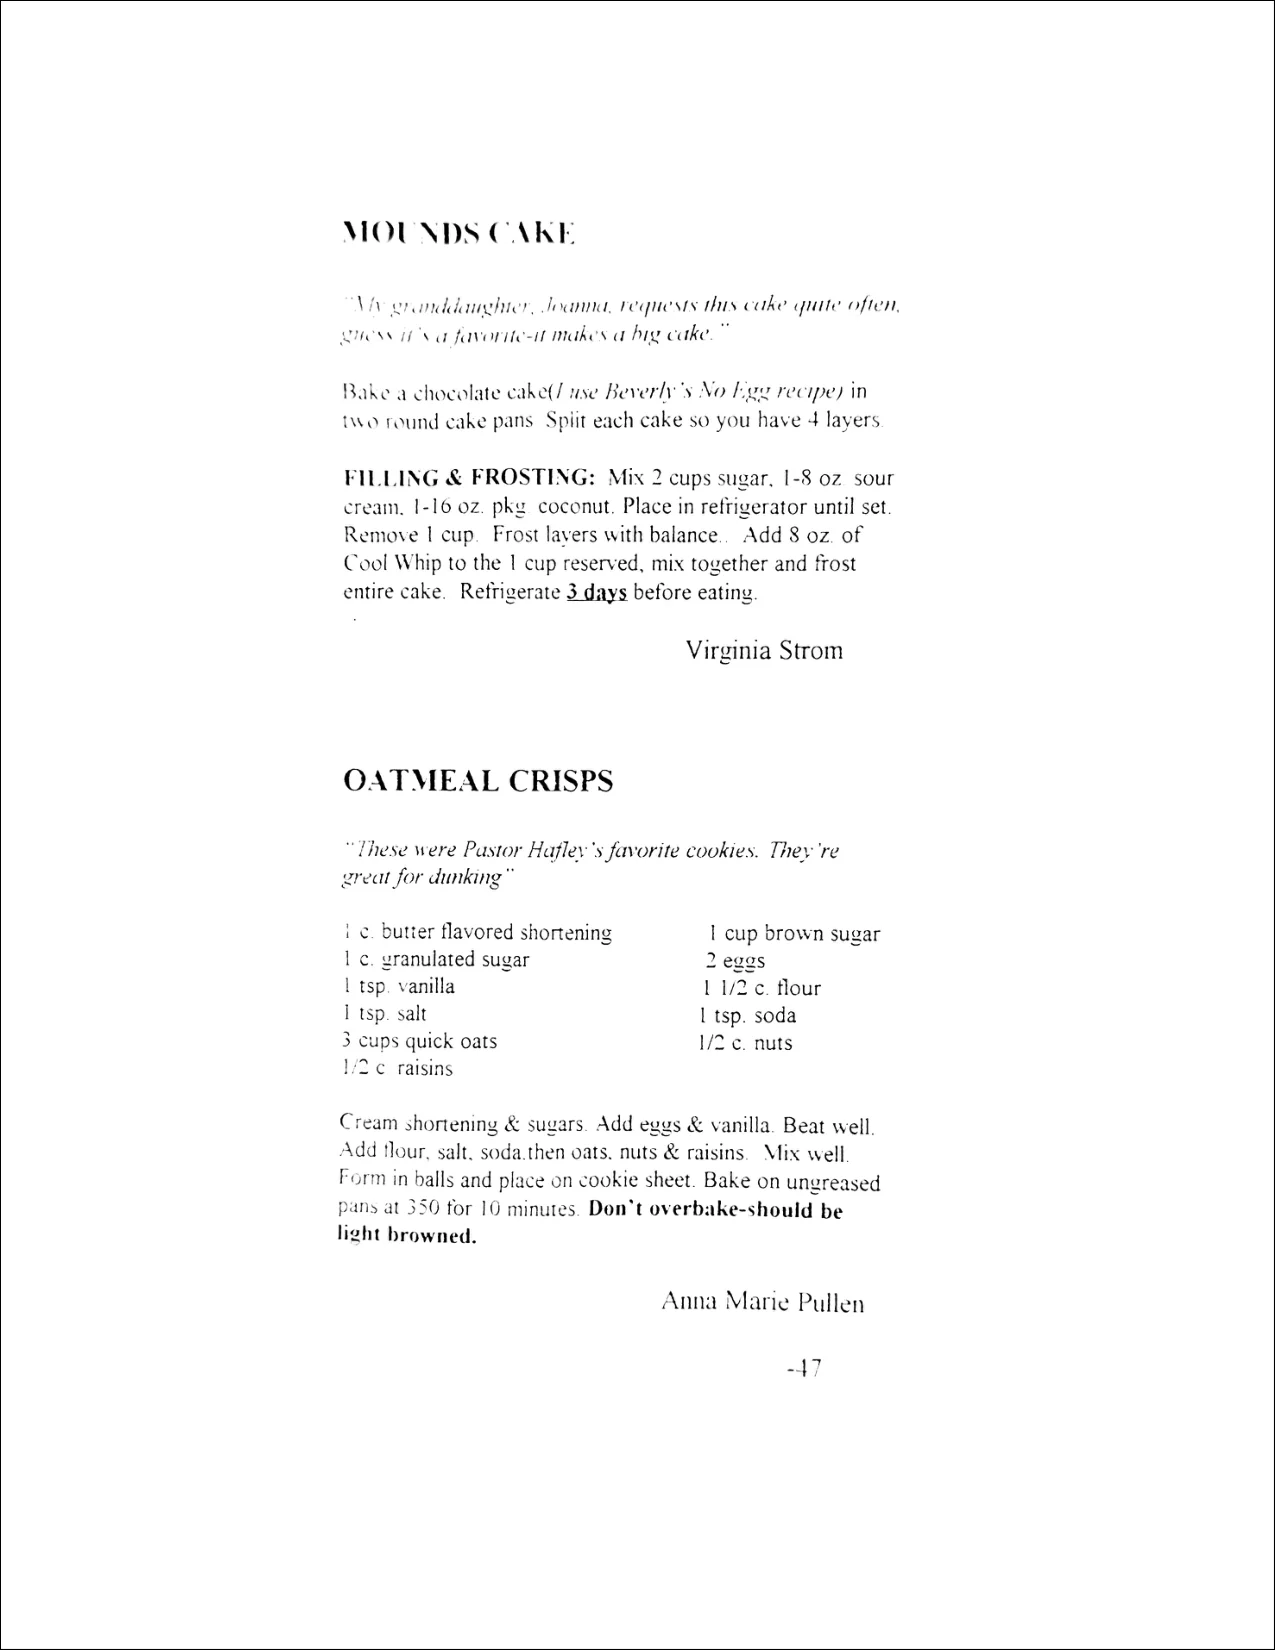 MOUNDS CAKE
"My granddaughter, Joanna, requests this cake quite often,
guess it's a favorite-it makes a big cake."
Bake a chocolate cake(I use Beverly's No Egg recipe) in
two round cake pans Split each cake so you have 4 layers.
FILLING & FROSTING: Mix 2 cups sugar, 1-8 oz sour
cream, 1-16 oz. pkg coconut. Place in refrigerator until set.
Remove 1 cup. Frost layers with balance.. Add 8 oz. of
Cool Whip to the 1 cup reserved, mix together and frost
entire cake. Refrigerate 3 days before eating.
Virginia Strom
OATMEAL CRISPS
"These were Pastor Hafley's favorite cookies. They're
great for dunking"
1 c. butter flavored shortening 1 cup brown sugar
1 c. granulated sugar 2 eggs
1 tsp. vanilla 1 1/2 c. flour
1 tsp. salt 1 tsp. soda
3 cups quick oats 1/2 c. nuts
1/2 c raisins
Cream shortening & sugars. Add eggs & vanilla. Beat well.
Add flour, salt, soda.then oats, nuts & raisins. Mix well.
Form in balls and place on cookie sheet. Bake on ungreased
pans at 350 for 10 minutes. Don't overbake-should be
light browned.
Anna Marie Pullen
-47